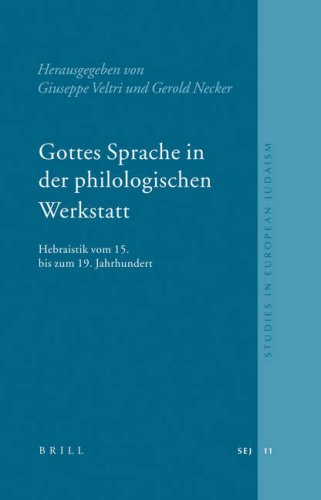 Herausgegeben von
Giuseppe Veltri und Gerold Necker
Gottes Sprache in
der philologischen
Werkstatt
Hebraistik vom 15.
bis zum 19. Jahrhundert
STUDIES IN EUROPEAN JUDAISM
BRILL
SEJ 11